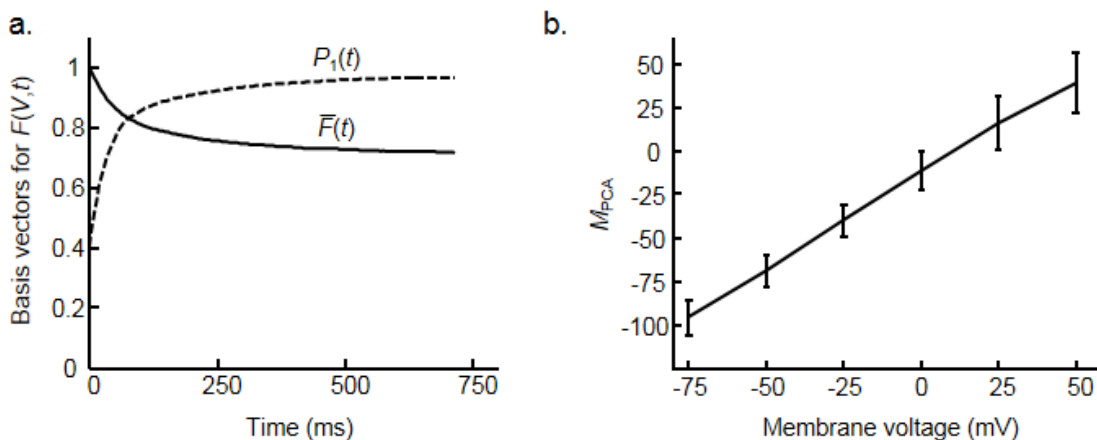 a.
Basis vectors for F(V,t)
1
0.8
0.6
0.4
0.2
0
P₁(t)
F̅(t)
0
250
500
750
Time (ms)
b.
M_PCA
50
25
0
-25
-50
-75
-100
-75
-50
-25
0
25
50
Membrane voltage (mV)